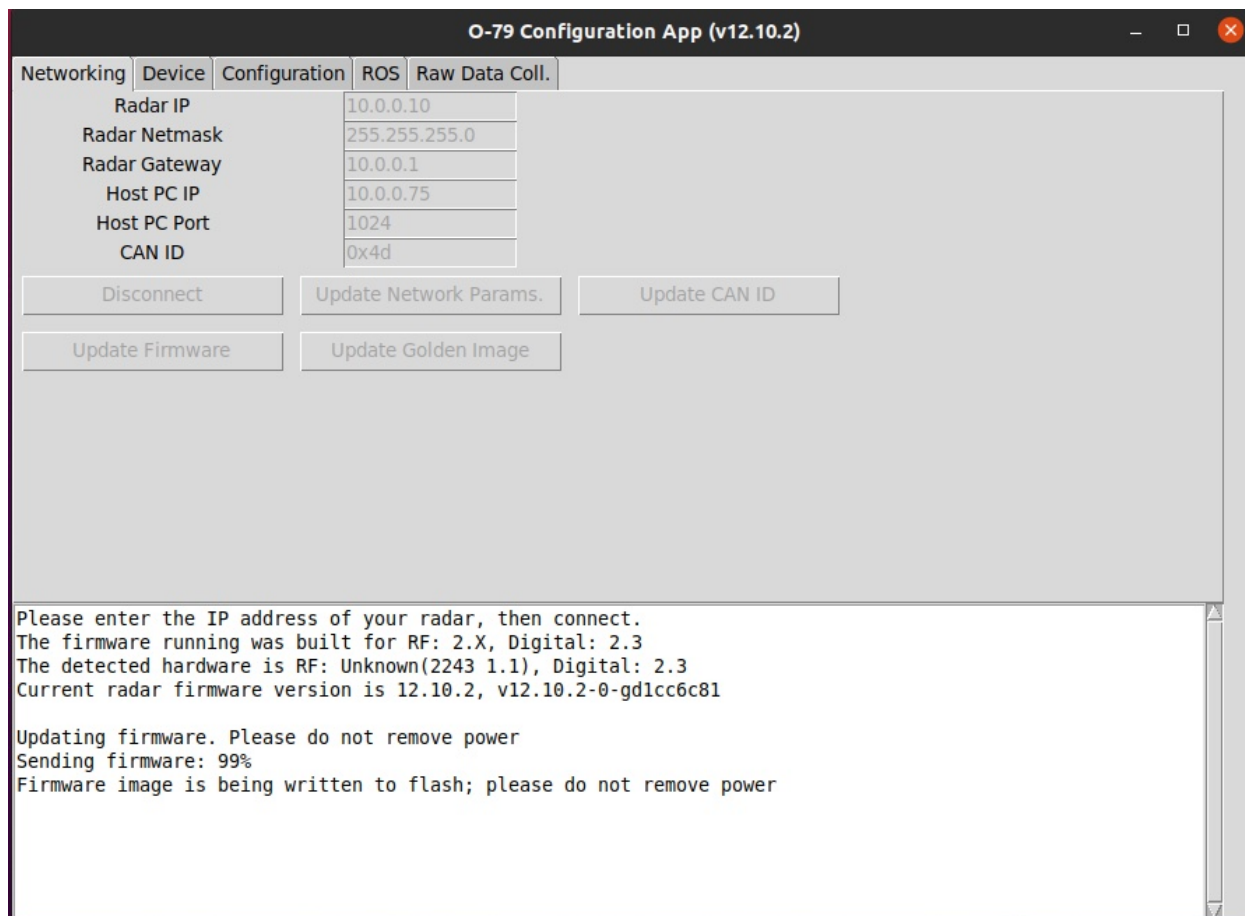 O-79 Configuration App (v12.10.2)
Networking Device Configuration ROS Raw Data Coll.
Radar IP 10.0.0.10
Radar Netmask 255.255.255.0
Radar Gateway 10.0.0.1
Host PC IP 10.0.0.75
Host PC Port 1024
CAN ID 0x4d
Disconnect Update Network Params. Update CAN ID
Update Firmware Update Golden Image
Please enter the IP address of your radar, then connect.
The firmware running was built for RF: 2.X, Digital: 2.3
The detected hardware is RF: Unknown(2243 1.1), Digital: 2.3
Current radar firmware version is 12.10.2, v12.10.2-0-gd1cc6c81
Updating firmware. Please do not remove power
Sending firmware: 99%
Firmware image is being written to flash; please do not remove power